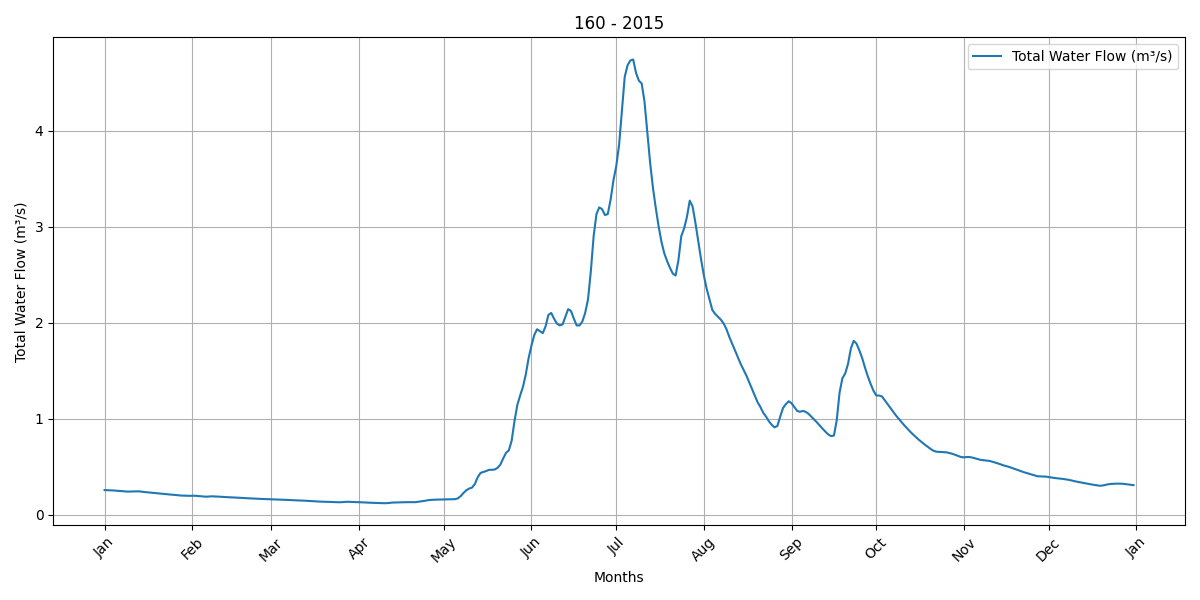 160 - 2015
Total Water Flow (m³/s)
Total Water Flow (m³/s)
4
3
2
1
0
Jan Feb Mar Apr May Jun Jul Aug Sep Oct Nov Dec Jan
Months